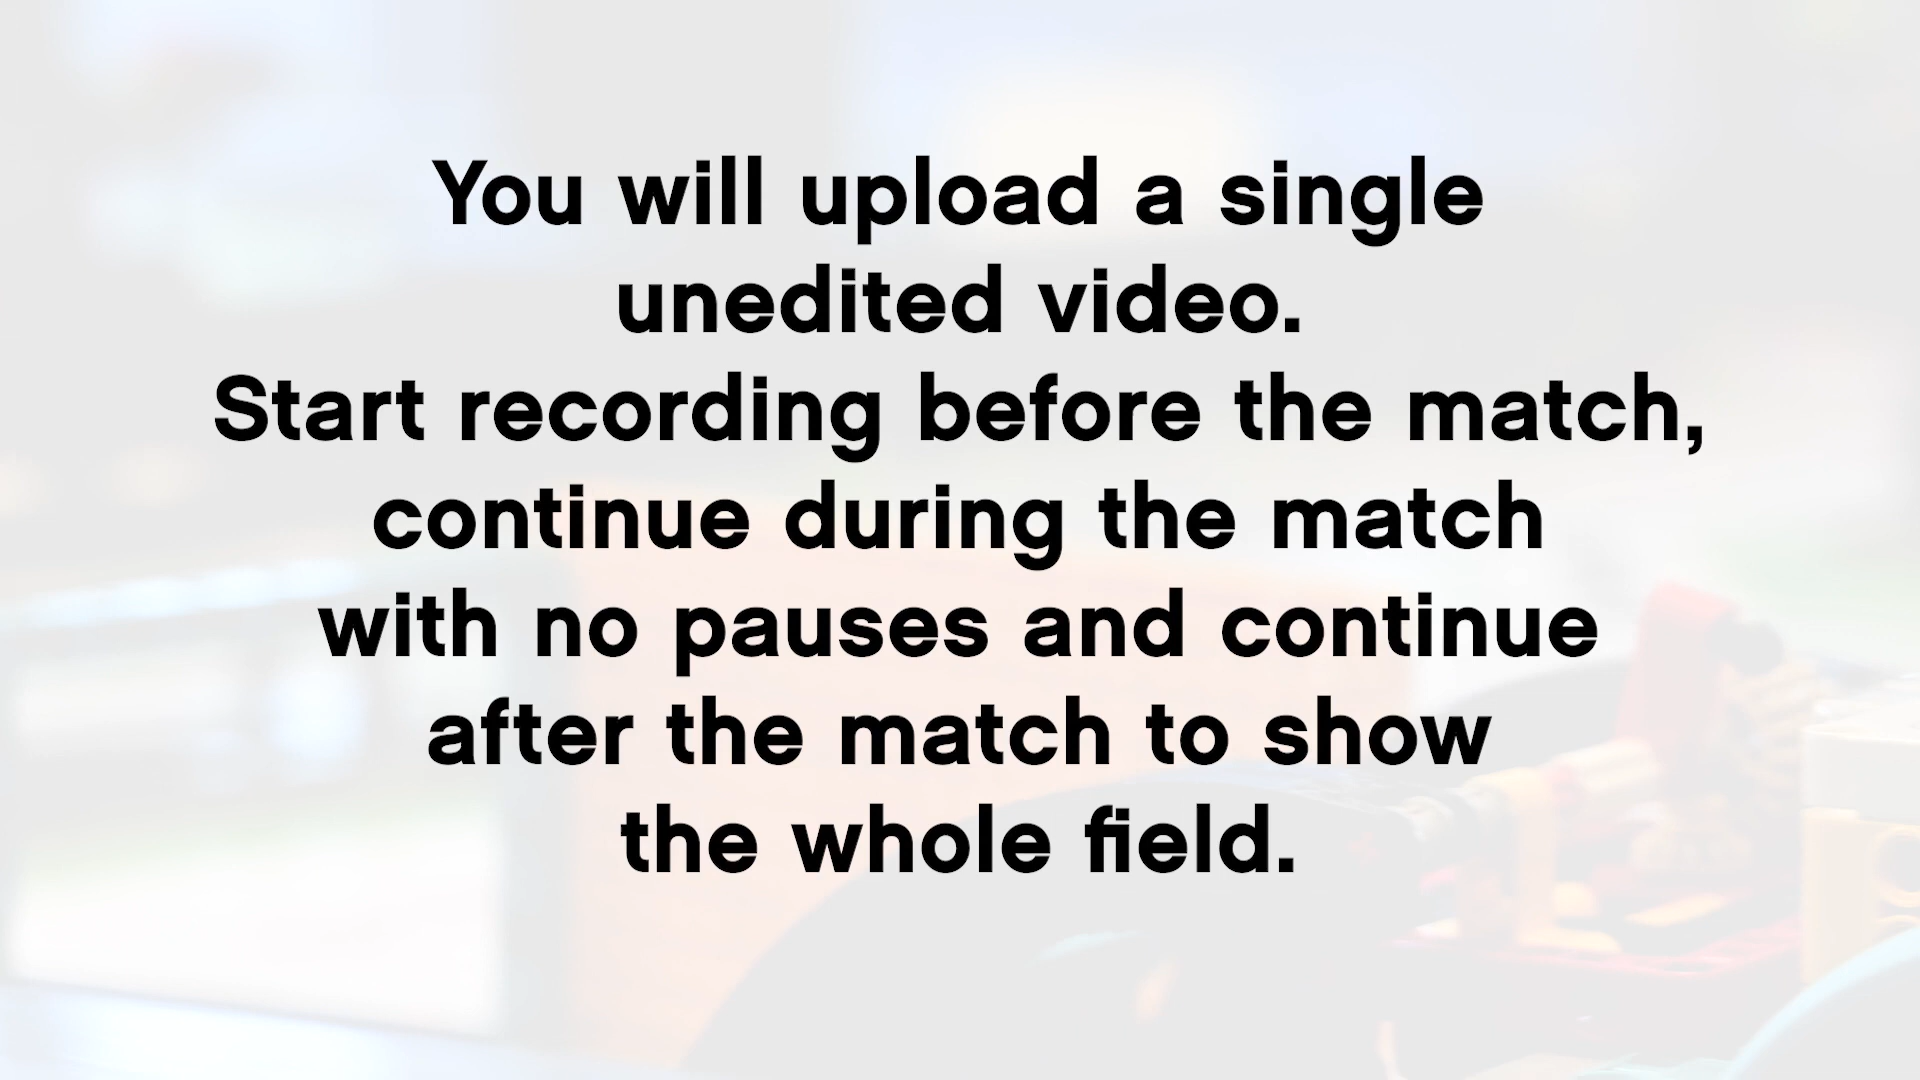 You will upload a single
unedited video.
Start recording before the match,
continue during the match
with no pauses and continue
after the match to show
the whole field.